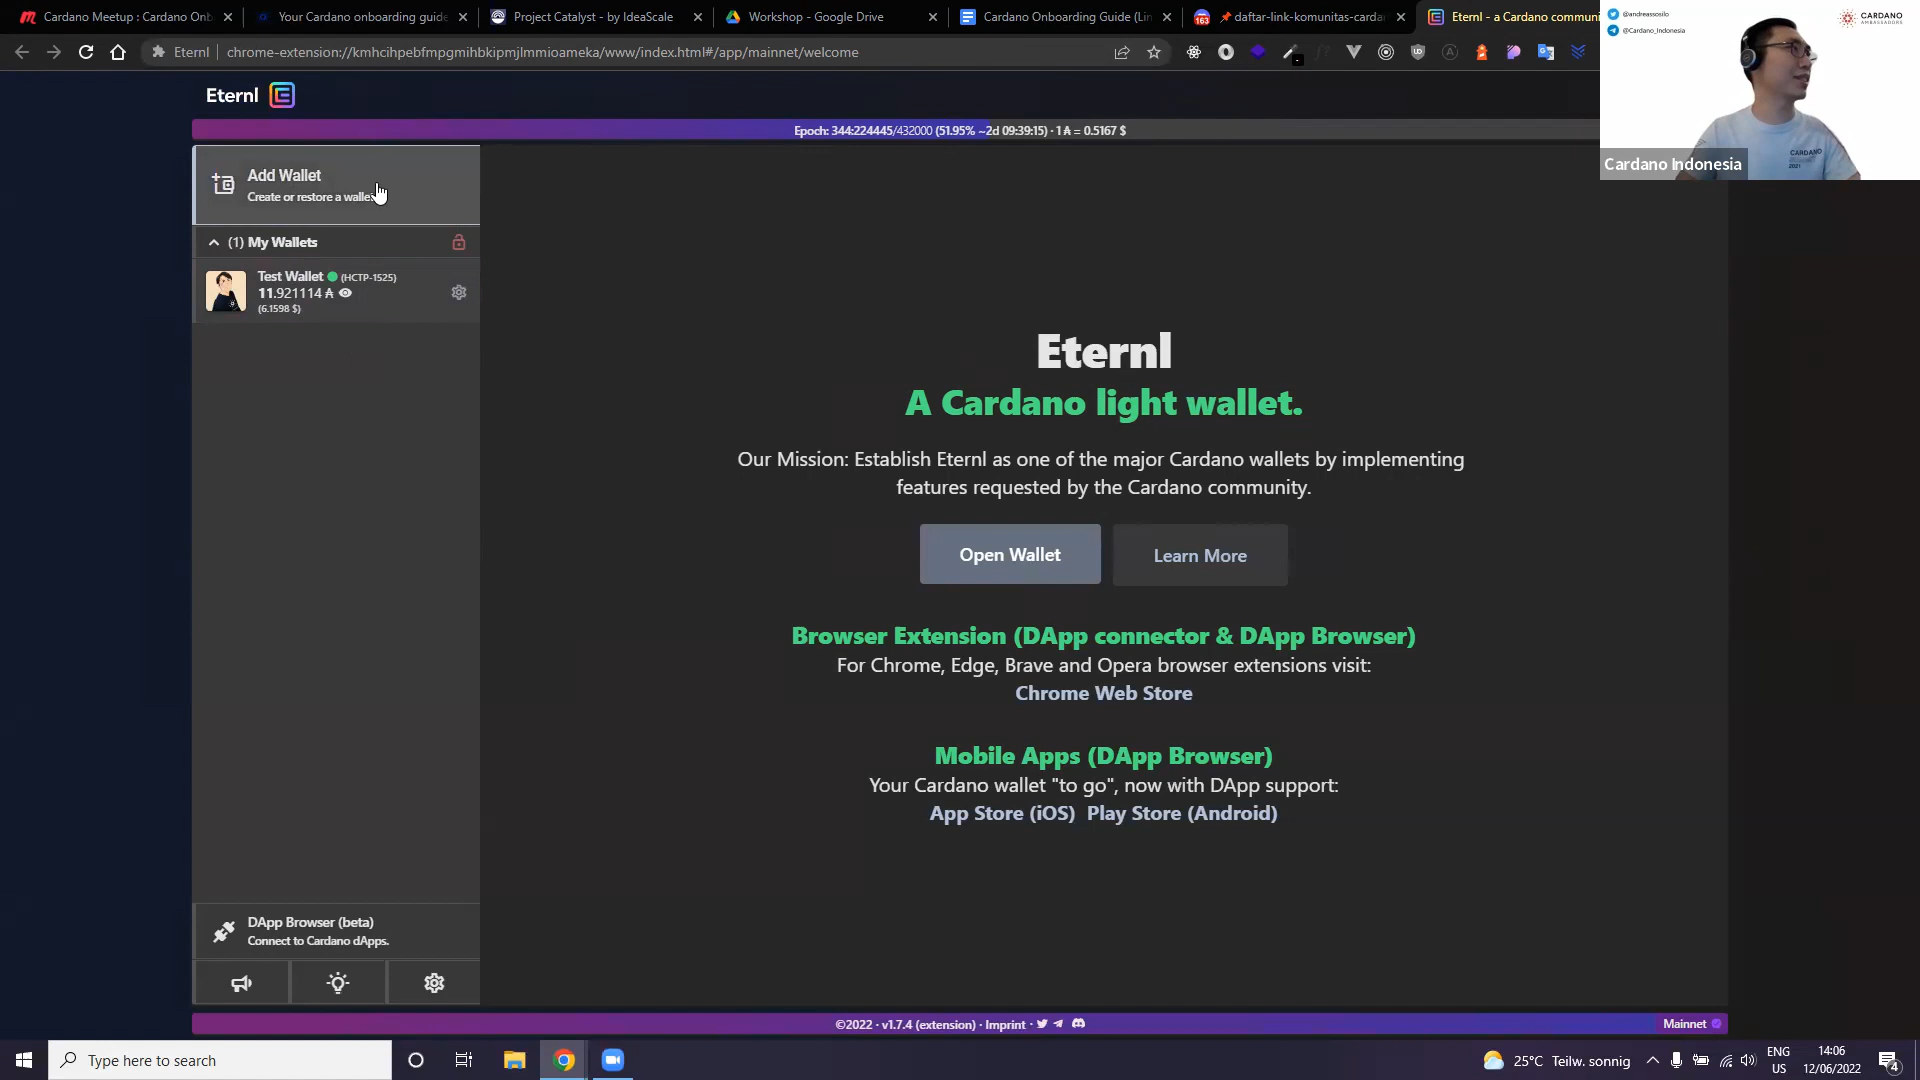 Cardano Meetup : Cardano Onb
Your Cardano onboarding guide
Project Catalyst - by IdeaScale
Workshop - Google Drive
Cardano Onboarding Guide (Lin
163
daftar-link-komunitas-carda
Eternl - a Cardano communi
Eternl
chrome-extension://kmhcihpebfmpgmihbkipmjlmmioameka/www/index.html#/app/mainnet/welcome
@andreassosilo
@Cardano_Indonesia
CARDANO
AMBASSADORS
CARDANO
2021
Cardano Indonesia
Eternl
Epoch: 344:224445/432000 (51.95% ~2d 09:39:15) · 1 ₳ = 0.5167 $
Add Wallet
Create or restore a walle
(1) My Wallets
Test Wallet (HCTP-1525)
11.921114 ₳
(6.1598 $)
Eternl
A Cardano light wallet.
Our Mission: Establish Eternl as one of the major Cardano wallets by implementing
features requested by the Cardano community.
Open Wallet
Learn More
Browser Extension (DApp connector & DApp Browser)
For Chrome, Edge, Brave and Opera browser extensions visit:
Chrome Web Store
Mobile Apps (DApp Browser)
Your Cardano wallet "to go", now with DApp support:
App Store (iOS) Play Store (Android)
DApp Browser (beta)
Connect to Cardano dApps.
©2022 · v1.7.4 (extension) · Imprint ·
Mainnet
Type here to search
25°C Teilw. sonnig
ENG
US
14:06
12/06/2022
4